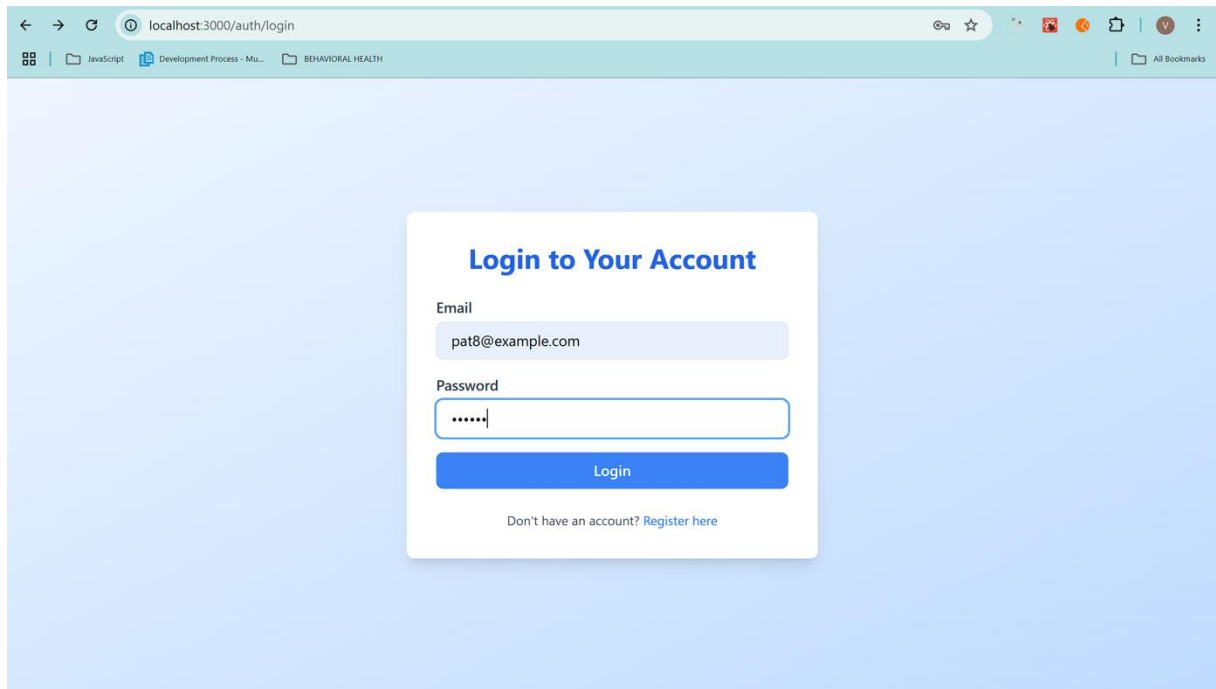 localhost:3000/auth/login
V
JavaScript
Development Process - Mu...
BEHAVIORAL HEALTH
All Bookmarks
Login to Your Account
Email
pat8@example.com
Password
••••••
Login
Don't have an account? Register here